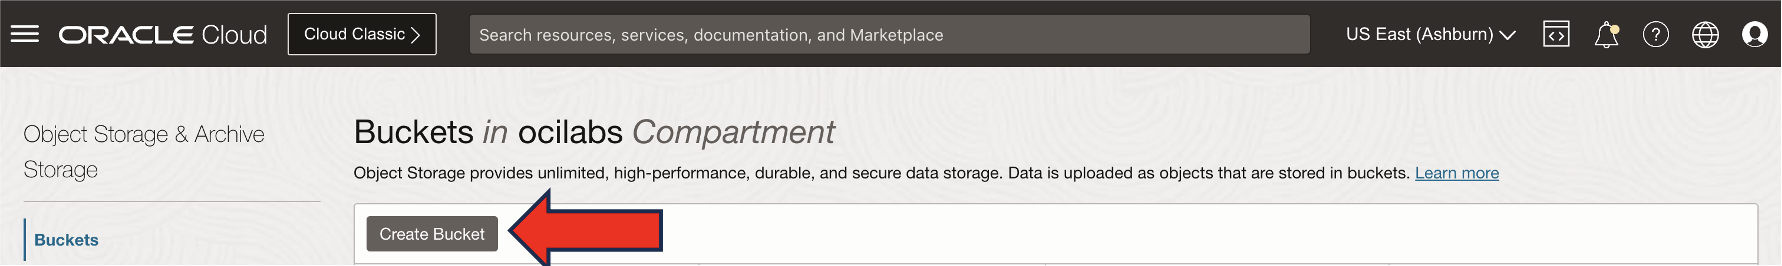 ORACLE Cloud
Cloud Classic
Search resources, services, documentation, and Marketplace
US East (Ashburn)
Object Storage & Archive
Storage
Buckets
Buckets in ocilabs Compartment
Object Storage provides unlimited, high-performance, durable, and secure data storage. Data is uploaded as objects that are stored in buckets. Learn more
Create Bucket